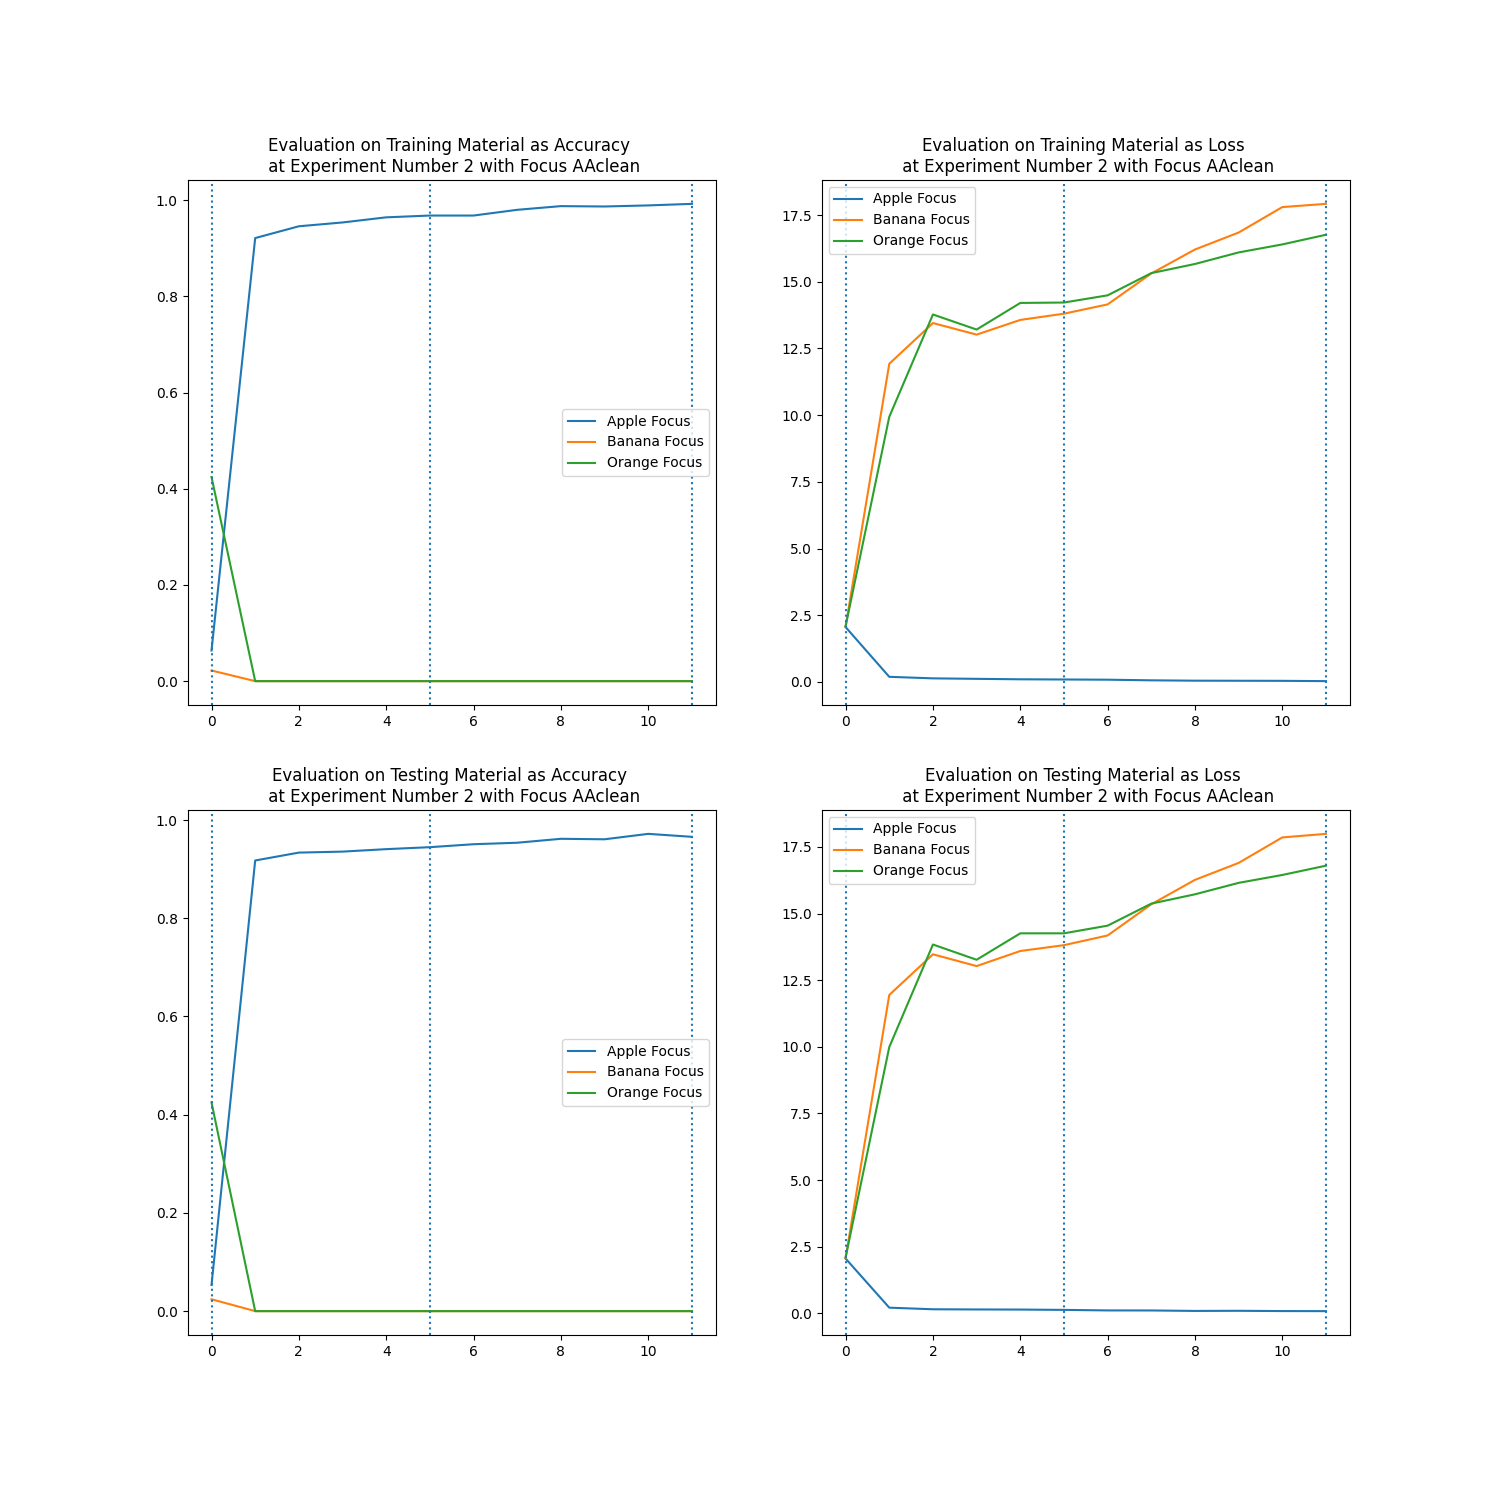 Evaluation on Training Material as Accuracy
at Experiment Number 2 with Focus AAclean
1.0
0.8
0.6
0.4
0.2
0.0
Apple Focus
Banana Focus
Orange Focus
0 2 4 6 8 10
Evaluation on Training Material as Loss
at Experiment Number 2 with Focus AAclean
Apple Focus
Banana Focus
Orange Focus
17.5
15.0
12.5
10.0
7.5
5.0
2.5
0.0
0 2 4 6 8 10
Evaluation on Testing Material as Accuracy
at Experiment Number 2 with Focus AAclean
1.0
0.8
0.6
0.4
0.2
0.0
Apple Focus
Banana Focus
Orange Focus
0 2 4 6 8 10
Evaluation on Testing Material as Loss
at Experiment Number 2 with Focus AAclean
Apple Focus
Banana Focus
Orange Focus
17.5
15.0
12.5
10.0
7.5
5.0
2.5
0.0
0 2 4 6 8 10